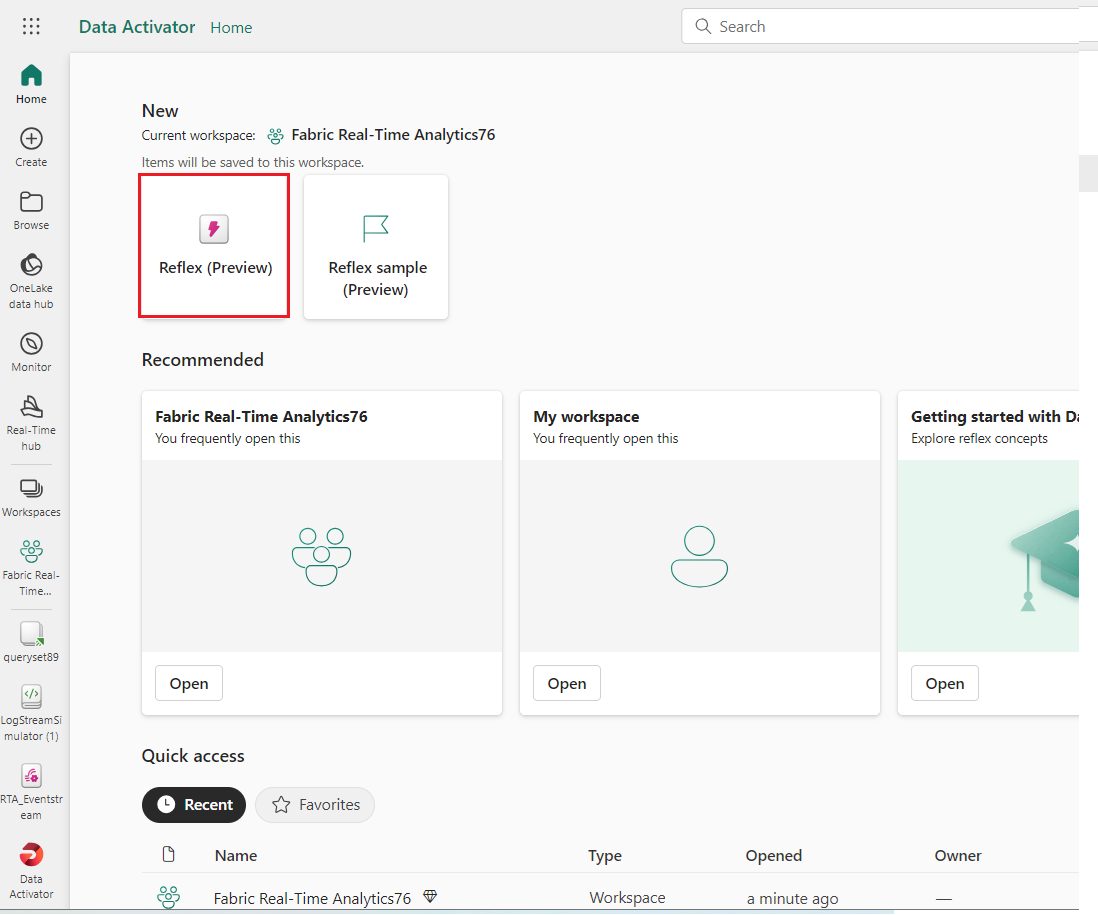 Data Activator Home
Search
Home
Create
Browse
OneLake
data hub
Monitor
Real-Time
hub
Workspaces
Fabric Real-
Time...
queryset89
LogStreamSi
mulator (1)
RTA_Eventstr
eam
Data
Activator
New
Current workspace: Fabric Real-Time Analytics76
Items will be saved to this workspace.
Reflex (Preview)
Reflex sample
(Preview)
Recommended
Fabric Real-Time Analytics76
You frequently open this
Open
My workspace
You frequently open this
Open
Getting started with Da
Explore reflex concepts
Open
Quick access
Recent
Favorites
Name Type Opened Owner
Fabric Real-Time Analytics76 Workspace a minute ago —